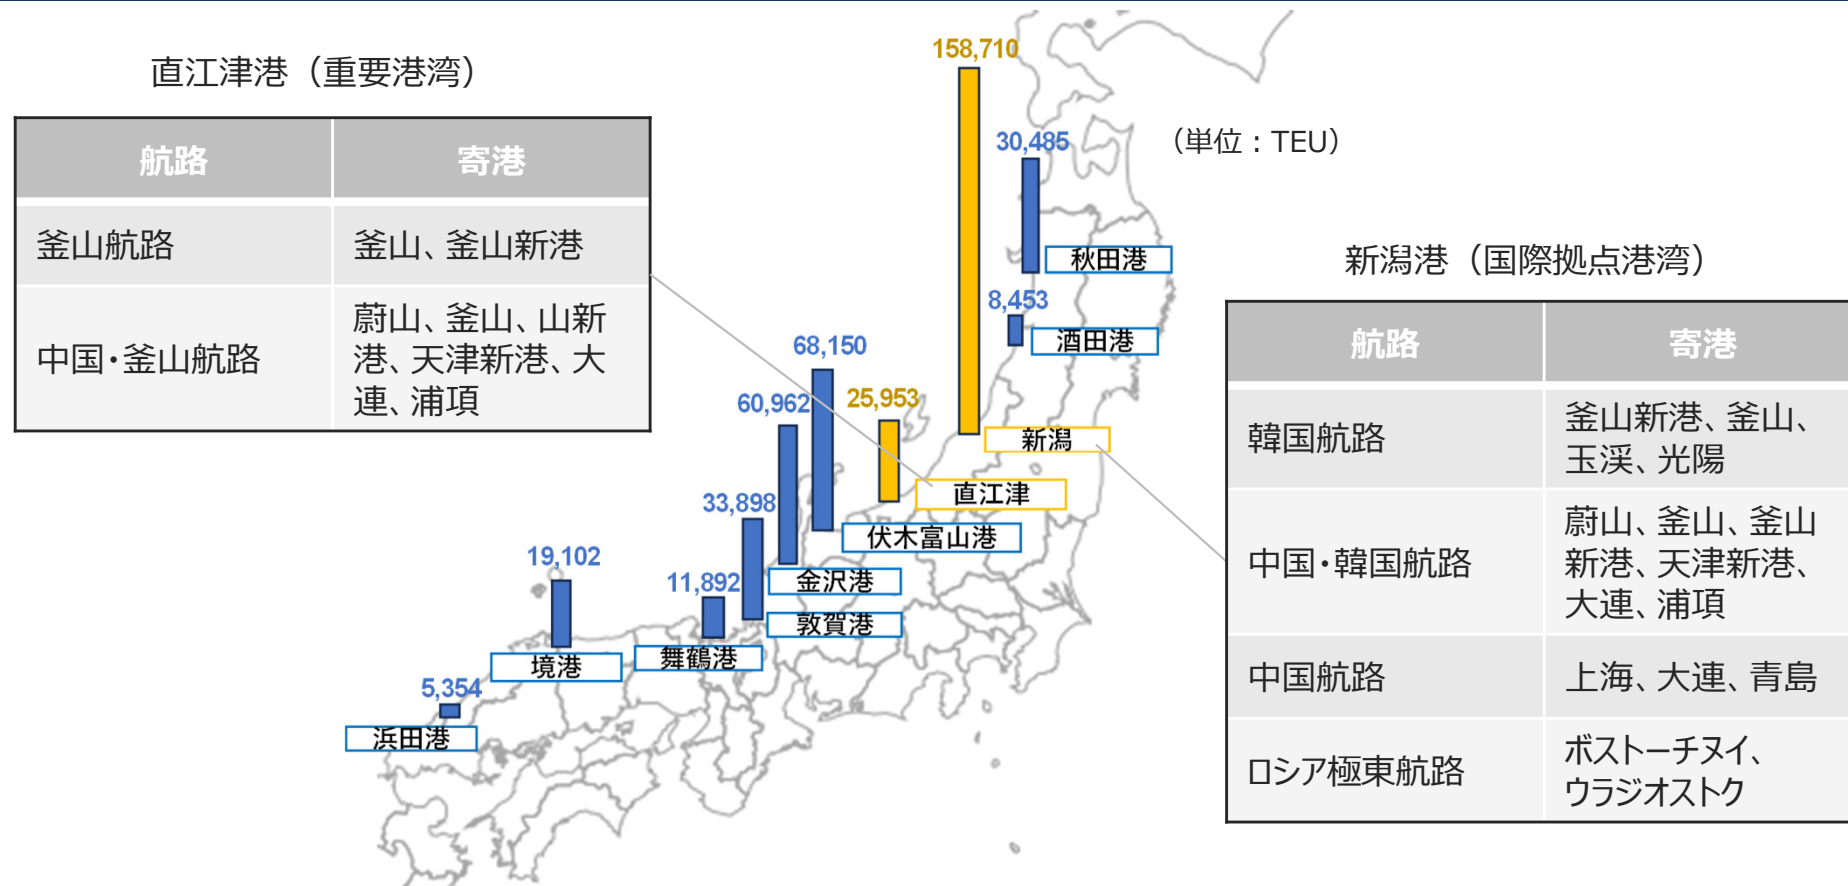 直江津港（重要港湾）
航路 寄港
釜山航路 釜山、釜山新港
中国・釜山航路
蔚山、釜山、山新
港、天津新港、大
連、浦項
158,710
30,485
（単位：TEU）
秋田港
8,453
酒田港
68,150
60,962
25,953
新潟
直江津
33,898
伏木富山港
19,102
11,892
金沢港
敦賀港
境港
舞鶴港
5,354
浜田港
新潟港（国際拠点港湾）
航路 寄港
韓国航路
釜山新港、釜山、
玉渓、光陽
中国・韓国航路
蔚山、釜山、釜山
新港、天津新港、
大連、浦項
中国航路 上海、大連、青島
ロシア極東航路
ボストーチヌイ、
ウラジオストク